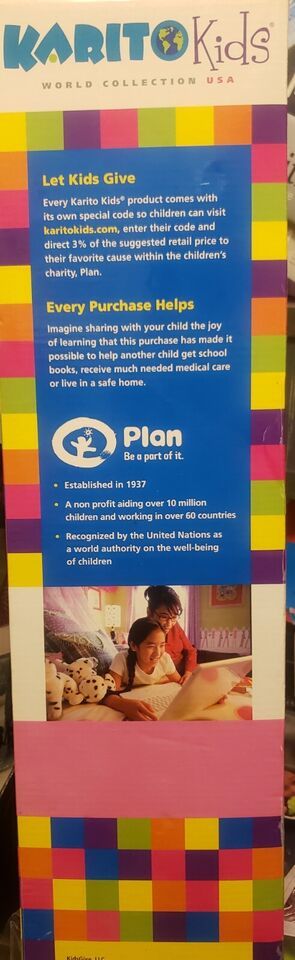 KARITO Kids®
WORLD COLLECTION USA
Let Kids Give
Every Karito Kids® product comes with
its own special code so children can visit
karitokids.com, enter their code and
direct 3% of the suggested retail price to
their favorite cause within the children's
charity, Plan.
Every Purchase Helps
Imagine sharing with your child the joy
of learning that this purchase has made it
possible to help another child get school
books, receive much needed medical care
or live in a safe home.
Plan
Be a part of it.
• Established in 1937
• A non profit aiding over 10 million
children and working in over 60 countries
• Recognized by the United Nations as
a world authority on the well-being
of children
KidsGive, LLC